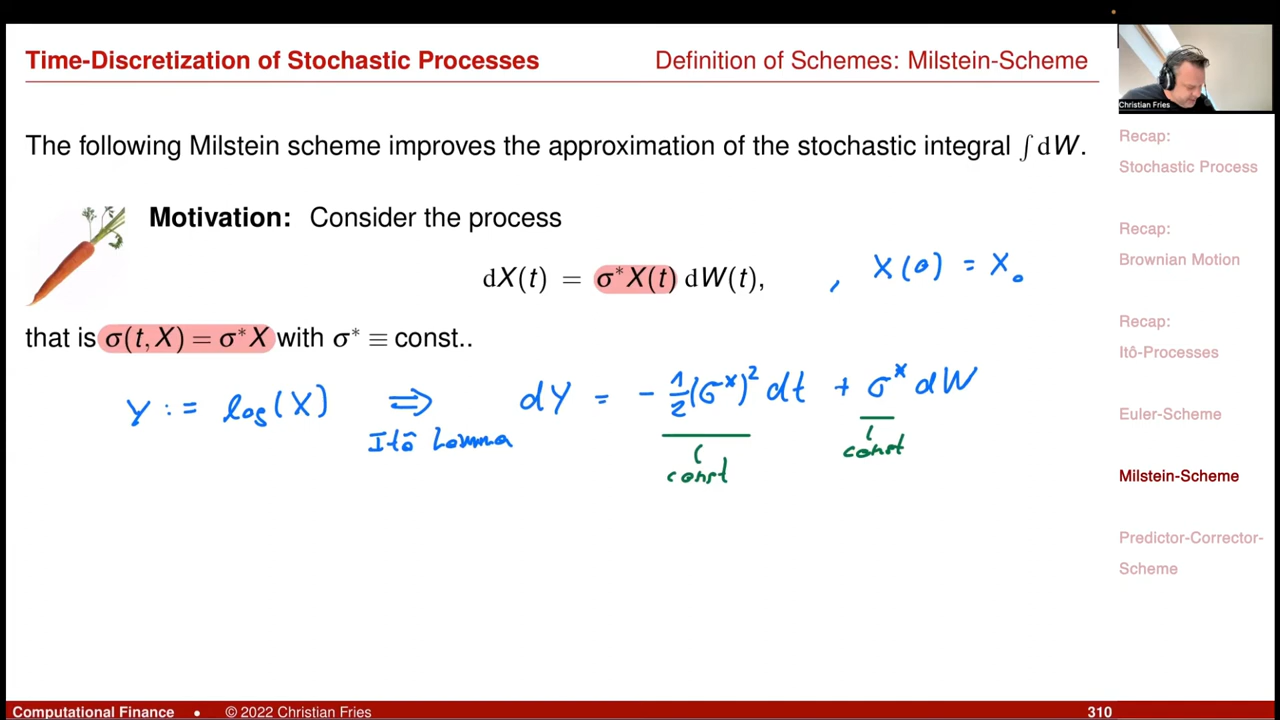 Time-Discretization of Stochastic Processes
Definition of Schemes: Milstein-Scheme
Christian Fries
The following Milstein scheme improves the approximation of the stochastic integral ∫ dW.
Motivation: Consider the process
dX(t) = σ*X(t) dW(t), , X(0) = X₀
that is σ(t, X) = σ*X with σ* ≡ const..
Y := log(X) ⇒ dY = - ½(σ*)² dt + σ* dW
Itô Lemma
const
const
Recap:
Stochastic Process
Recap:
Brownian Motion
Recap:
Itô-Processes
Euler-Scheme
Milstein-Scheme
Predictor-Corrector-
Scheme
Computational Finance • © 2022 Christian Fries
310